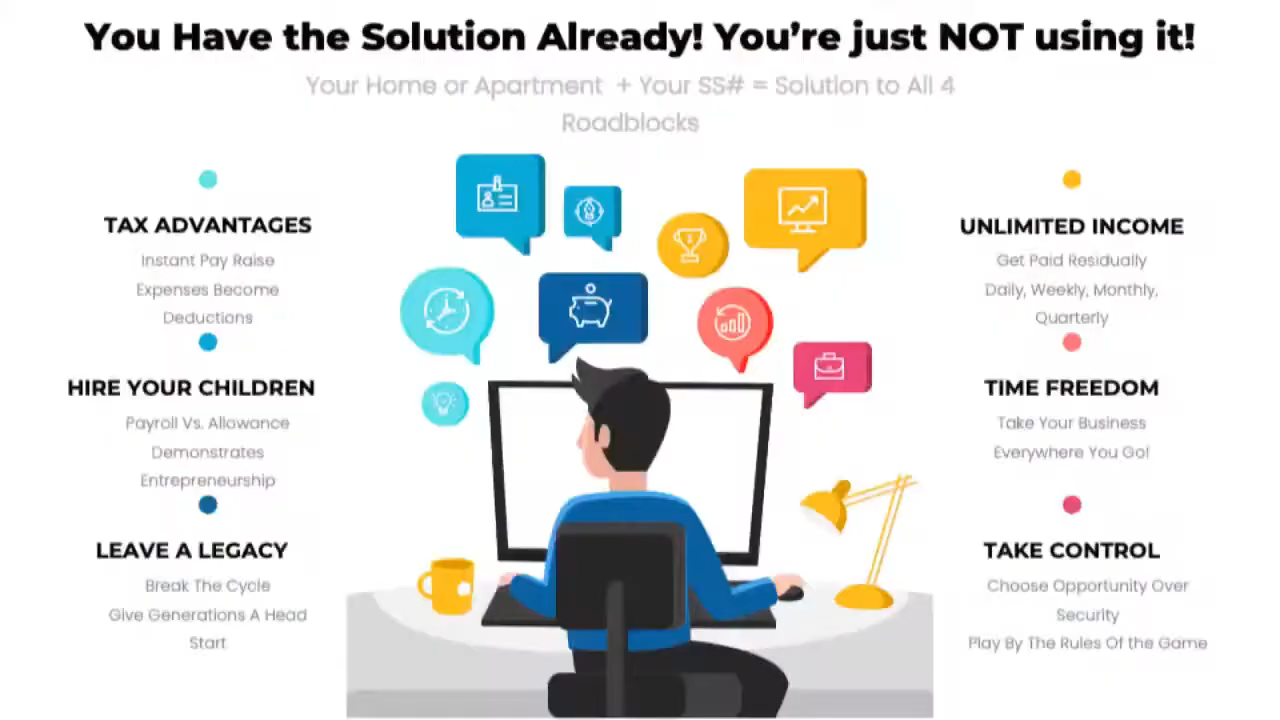 You Have the Solution Already! You're just NOT using it!
Your Home or Apartment + Your SS# = Solution to All 4
Roadblocks
TAX ADVANTAGES
Instant Pay Raise
Expenses Become
Deductions
HIRE YOUR CHILDREN
Payroll Vs. Allowance
Demonstrates
Entrepreneurship
LEAVE A LEGACY
Break The Cycle
Give Generations A Head
Start
UNLIMITED INCOME
Get Paid Residually
Daily, Weekly, Monthly,
Quarterly
TIME FREEDOM
Take Your Business
Everywhere You Go!
TAKE CONTROL
Choose Opportunity Over
Security
Play By The Rules Of the Game